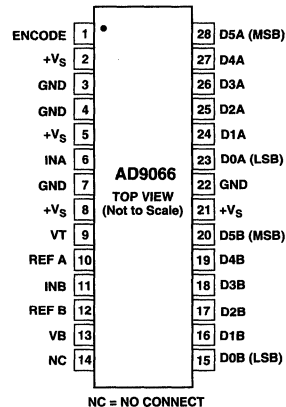 ENCODE 1 28 D5A (MSB)
+VS 2 27 D4A
GND 3 26 D3A
GND 4 25 D2A
+VS 5 24 D1A
INA 6 23 D0A (LSB)
GND 7 22 GND
+VS 8 21 +VS
VT 9 20 D5B (MSB)
REF A 10 19 D4B
INB 11 18 D3B
REF B 12 17 D2B
VB 13 16 D1B
NC 14 15 D0B (LSB)
AD9066
TOP VIEW
(Not to Scale)
NC = NO CONNECT